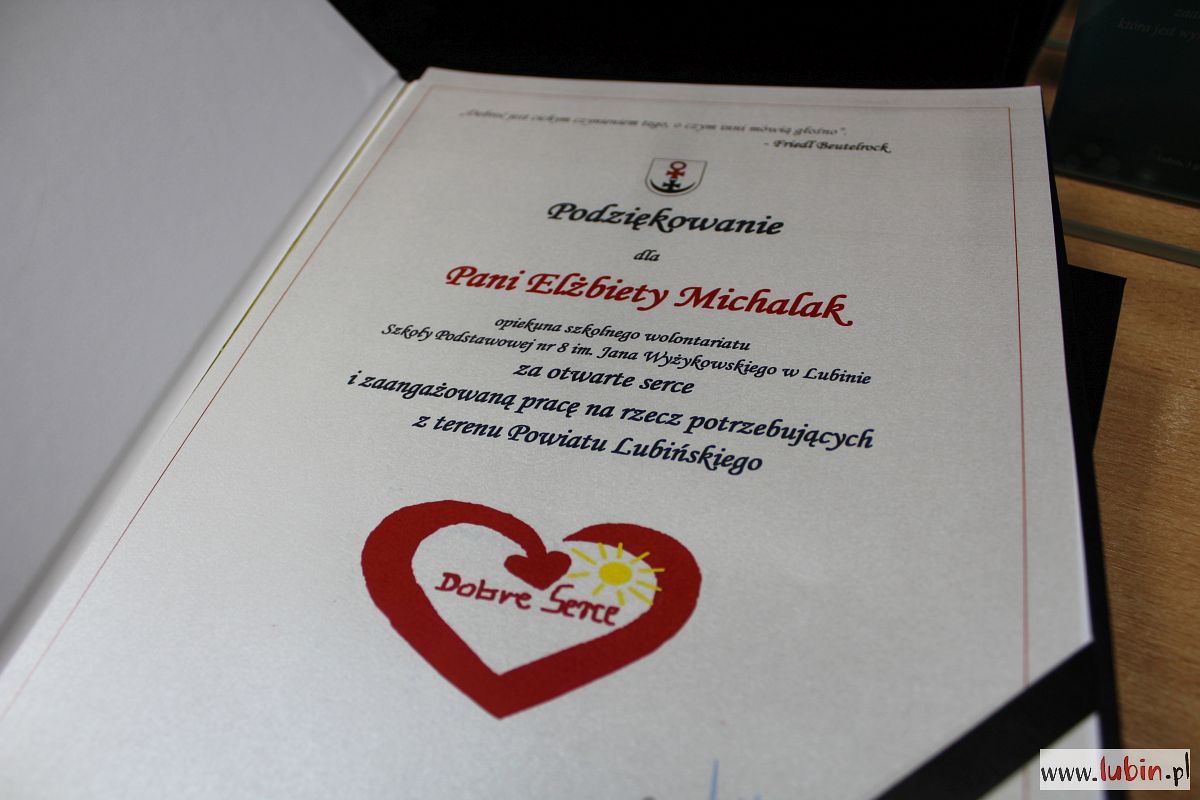 „Dobroć jest cichym czynieniem tego, o czym inni mówią głośno”.
- Friedl Beutelrock
Podziękowanie
dla
Pani Elżbiety Michalak
opiekuna szkolnego wolontariatu
Szkoły Podstawowej nr 8 im. Jana Wyżykowskiego w Lubinie
za otwarte serce
i zaangażowaną pracę na rzecz potrzebujących
z terenu Powiatu Lubińskiego
Dobre Serce
która jest
www.lubin.pl